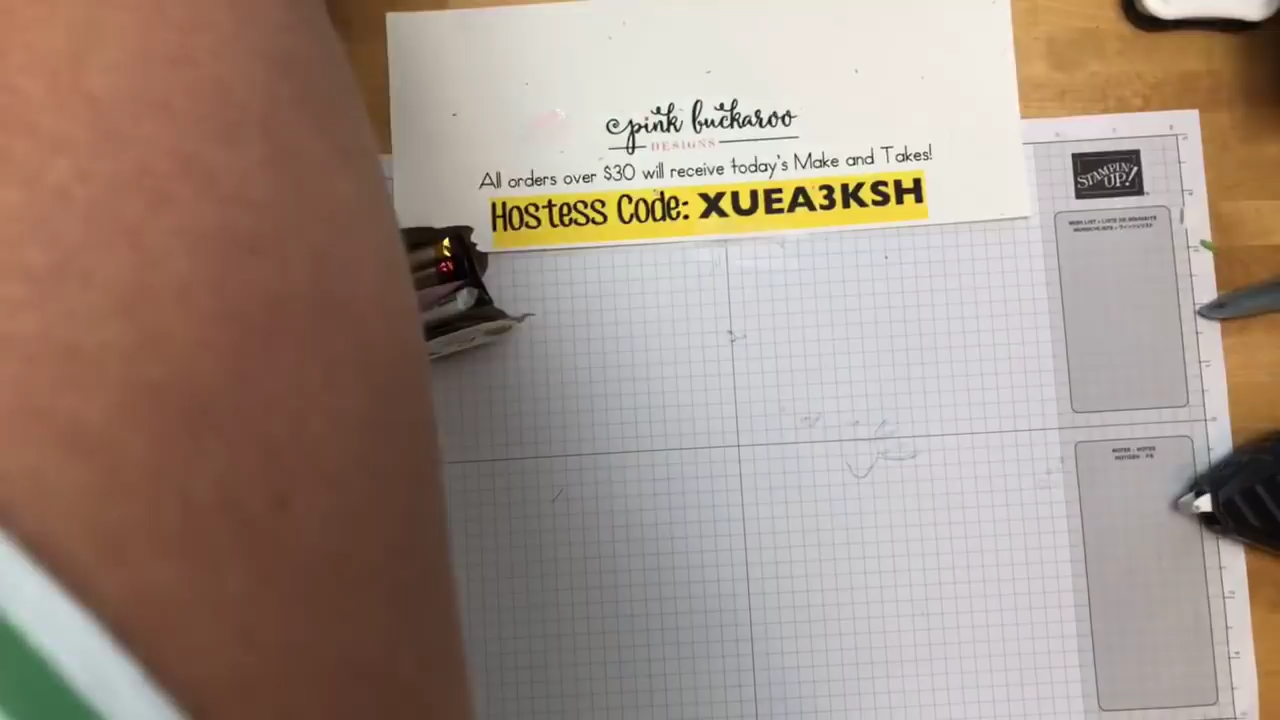 pink buckaroo
DESIGNS
All orders over $30 will receive today's Make and Takes!
Hostess Code: XUEA3KSH
STAMPIN' UP!